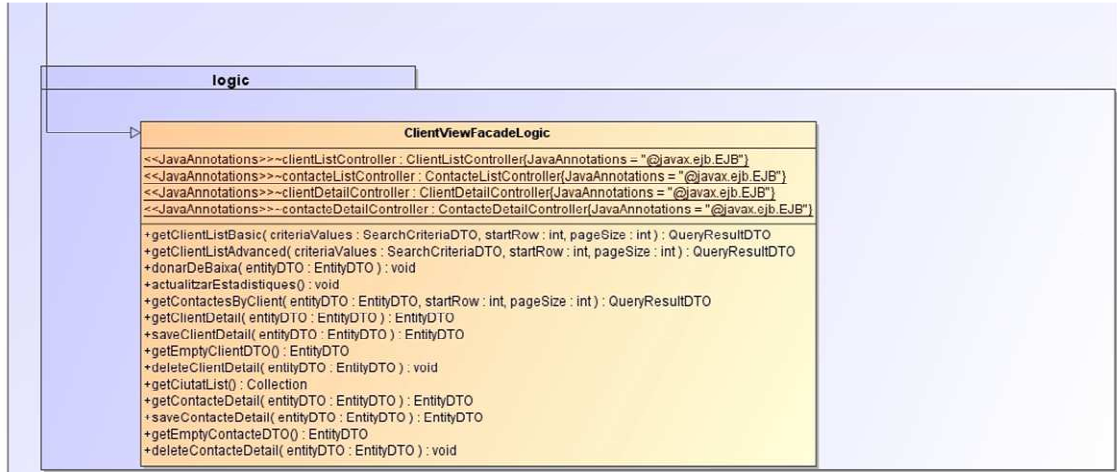 logic
ClientViewFacadeLogic
<<JavaAnnotations>>~clientListController : ClientListController{JavaAnnotations = "@javax.ejb.EJB"}
<<JavaAnnotations>>~contacteListController : ContacteListController{JavaAnnotations = "@javax.ejb.EJB"}
<<JavaAnnotations>>~clientDetailController : ClientDetailController{JavaAnnotations = "@javax.ejb.EJB"}
<<JavaAnnotations>>~contacteDetailController : ContacteDetailController{JavaAnnotations = "@javax.ejb.EJB"}
+getClientListBasic( criteriaValues : SearchCriteriaDTO, startRow : int, pageSize : int ) : QueryResultDTO
+getClientListAdvanced( criteriaValues : SearchCriteriaDTO, startRow : int, pageSize : int ) : QueryResultDTO
+donarDeBaixa( entityDTO : EntityDTO ) : void
+actualitzarEstadistiques() : void
+getContactesByClient( entityDTO : EntityDTO, startRow : int, pageSize : int ) : QueryResultDTO
+getClientDetail( entityDTO : EntityDTO ) : EntityDTO
+saveClientDetail( entityDTO : EntityDTO ) : EntityDTO
+getEmptyClientDTO() : EntityDTO
+deleteClientDetail( entityDTO : EntityDTO ) : void
+getCiutatList() : Collection
+getContacteDetail( entityDTO : EntityDTO ) : EntityDTO
+saveContacteDetail( entityDTO : EntityDTO ) : EntityDTO
+getEmptyContacteDTO() : EntityDTO
+deleteContacteDetail( entityDTO : EntityDTO ) : void